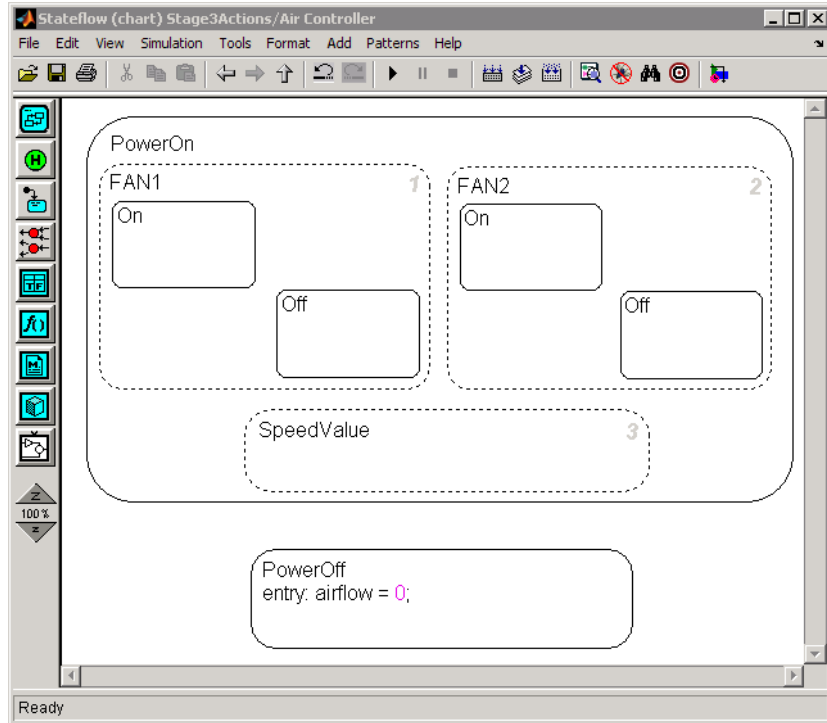 Stateflow (chart) Stage3Actions/Air Controller
File Edit View Simulation Tools Format Add Patterns Help
PowerOn
FAN1 1
FAN2 2
On
On
Off
Off
SpeedValue 3
PowerOff
entry: airflow = 0;
H
TF
f()
M
Z
100 %
z
Ready